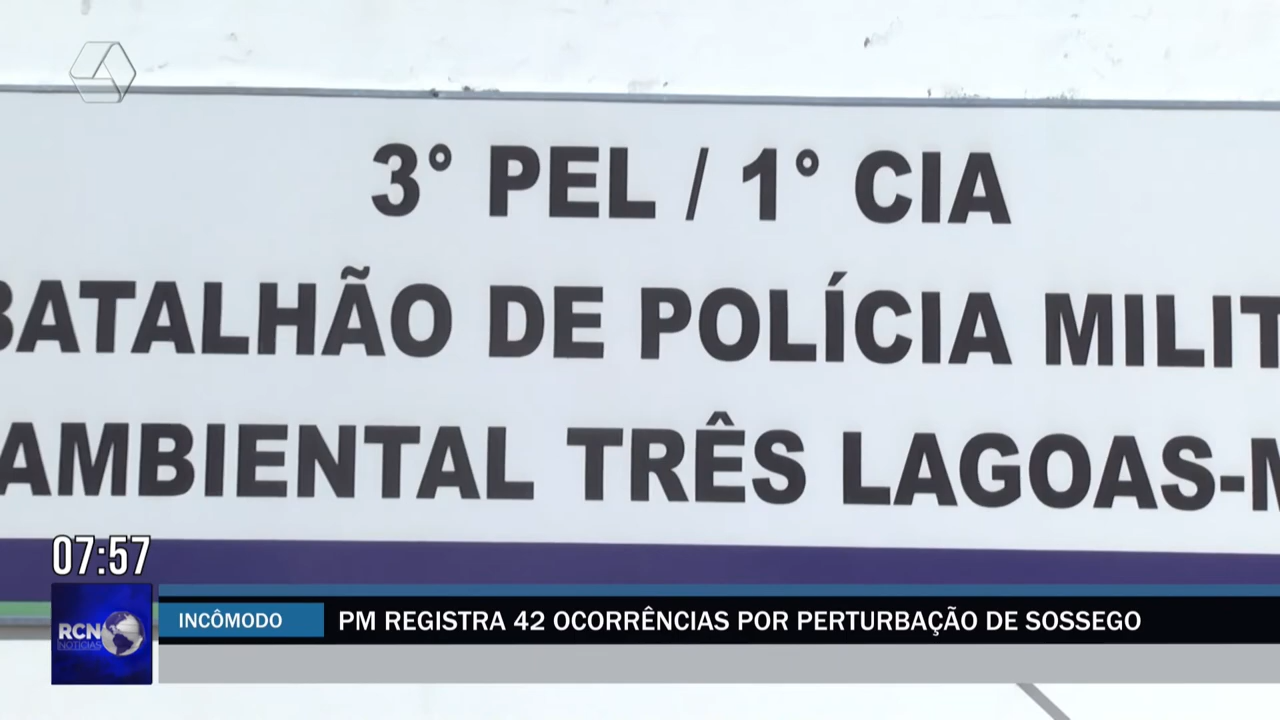 3° PEL / 1° CIA
BATALHÃO DE POLÍCIA MILIT
AMBIENTAL TRÊS LAGOAS-M
07:57
RCN
NOTÍCIAS
INCÔMODO
PM REGISTRA 42 OCORRÊNCIAS POR PERTURBAÇÃO DE SOSSEGO